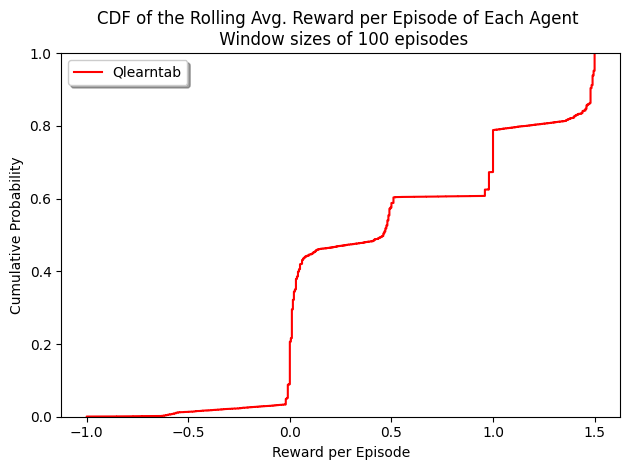 CDF of the Rolling Avg. Reward per Episode of Each Agent
Window sizes of 100 episodes
Qlearntab
Cumulative Probability
1.0
0.8
0.6
0.4
0.2
0.0
−1.0 −0.5 0.0 0.5 1.0 1.5
Reward per Episode